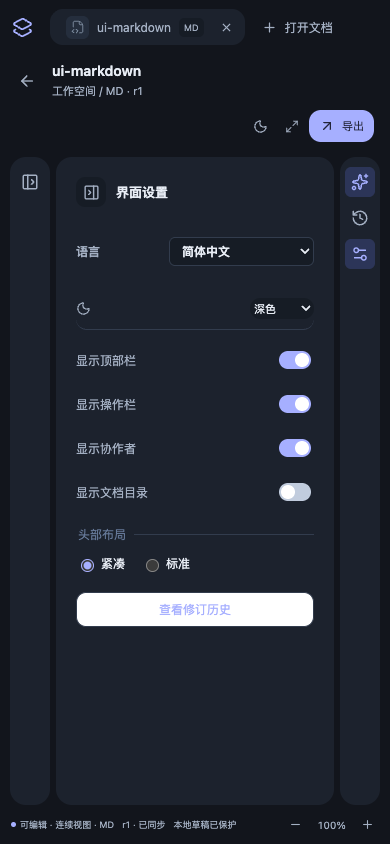 ui-markdown MD 打开文档
ui-markdown
工作空间 / MD · r1
导出
界面设置
语言 简体中文
深色
显示顶部栏
显示操作栏
显示协作者
显示文档目录
头部布局
紧凑 标准
查看修订历史
可编辑 · 连续视图 · MD r1 · 已同步 本地草稿已保护 100%